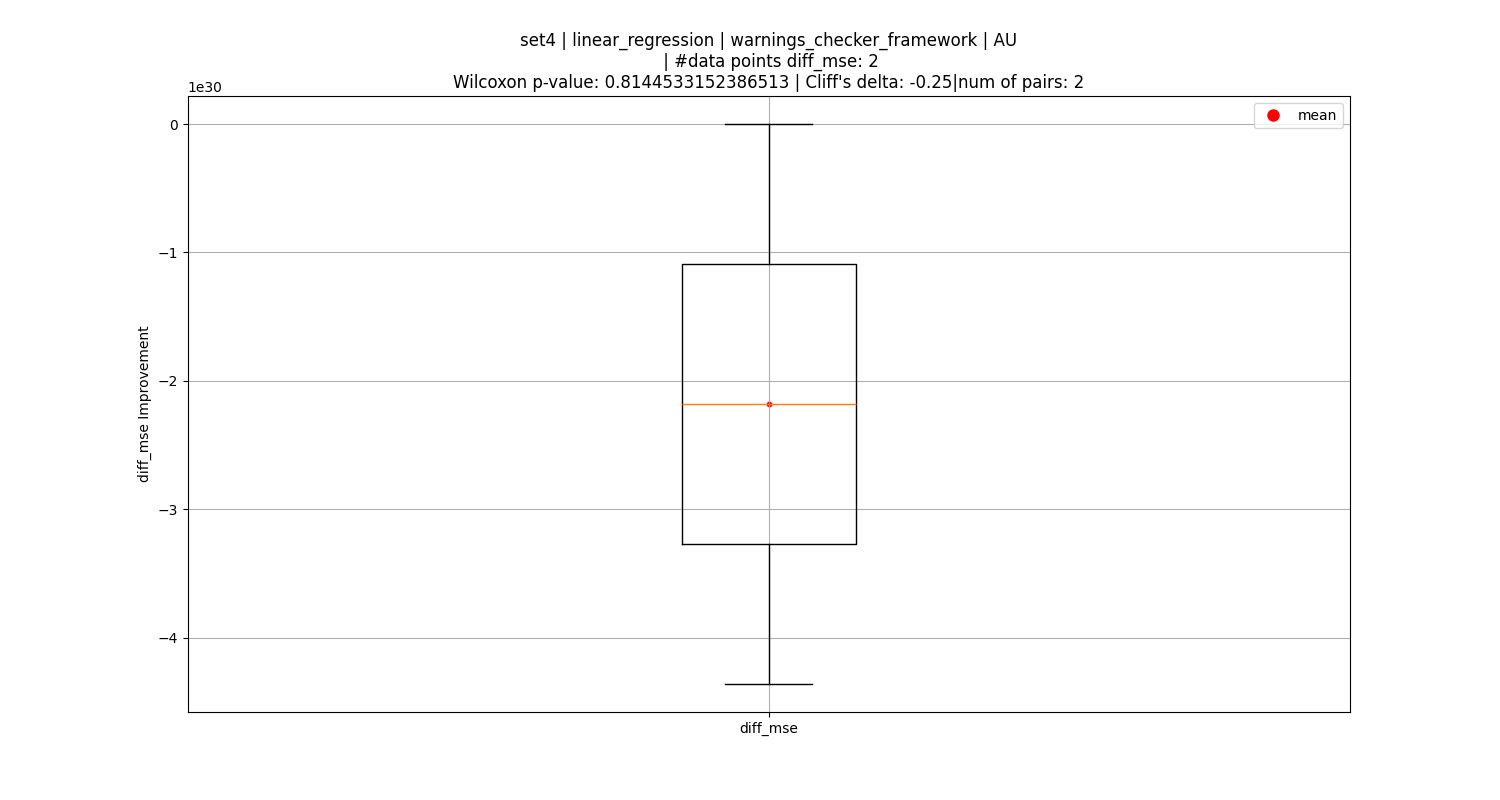 set4 | linear_regression | warnings_checker_framework | AU
| #data points diff_mse: 2
Wilcoxon p-value: 0.8144533152386513 | Cliff's delta: -0.25|num of pairs: 2
1e30
mean
0
−1
−2
−3
−4
diff_mse Improvement
diff_mse